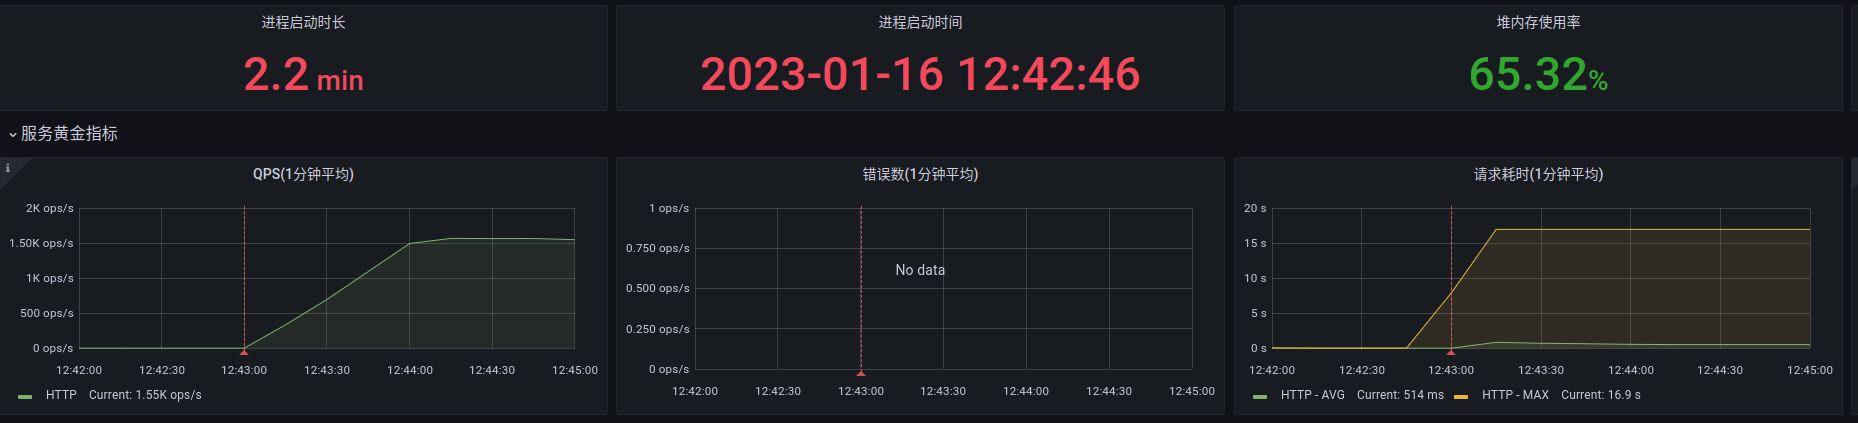 进程启动时长
2.2 min
进程启动时间
2023-01-16 12:42:46
堆内存使用率
65.32%
服务黄金指标
i
QPS(1分钟平均)
2K ops/s
1.50K ops/s
1K ops/s
500 ops/s
0 ops/s
12:42:00 12:42:30 12:43:00 12:43:30 12:44:00 12:44:30 12:45:00
HTTP Current: 1.55K ops/s
错误数(1分钟平均)
1 ops/s
0.750 ops/s
0.500 ops/s
0.250 ops/s
0 ops/s
No data
12:42:00 12:42:30 12:43:00 12:43:30 12:44:00 12:44:30 12:45:00
请求耗时(1分钟平均)
20 s
15 s
10 s
5 s
0 s
12:42:00 12:42:30 12:43:00 12:43:30 12:44:00 12:44:30 12:45:00
HTTP - AVG Current: 514 ms HTTP - MAX Current: 16.9 s